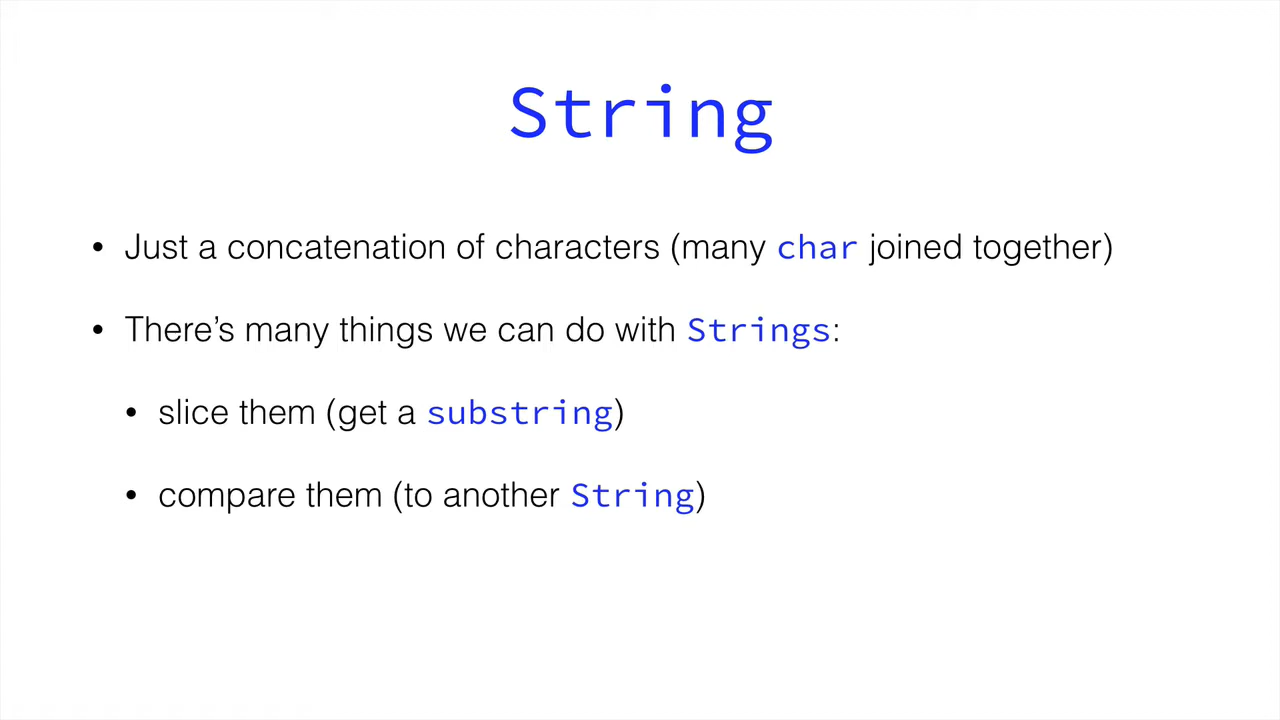 String
• Just a concatenation of characters (many char joined together)
• There’s many things we can do with Strings:
• slice them (get a substring)
• compare them (to another String)